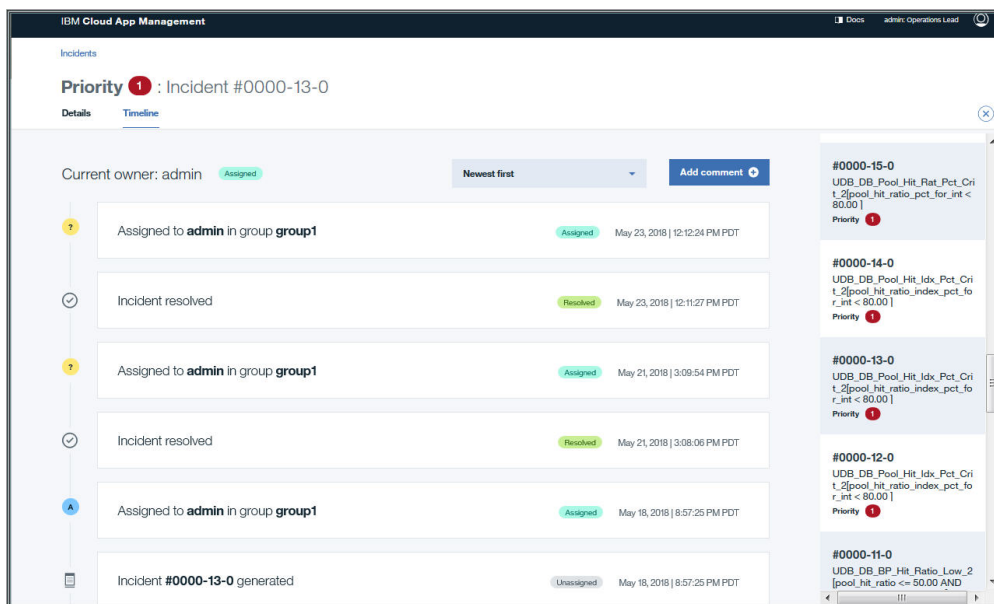 IBM Cloud App Management
Docs
admin: Operations Lead
Incidents
Priority 1 : Incident #0000-13-0
Details
Timeline
Current owner: admin
Assigned
Newest first
Add comment
?
Assigned to admin in group group1
Assigned
May 23, 2018 | 12:12:24 PM PDT
Incident resolved
Resolved
May 23, 2018 | 12:11:27 PM PDT
?
Assigned to admin in group group1
Assigned
May 21, 2018 | 3:09:54 PM PDT
Incident resolved
Resolved
May 21, 2018 | 3:08:06 PM PDT
A
Assigned to admin in group group1
Assigned
May 18, 2018 | 8:57:25 PM PDT
Incident #0000-13-0 generated
Unassigned
May 18, 2018 | 8:57:25 PM PDT
#0000-15-0
UDB_DB_Pool_Hit_Rat_Pct_Cri
t_2[pool_hit_ratio_pct_for_int <
80.00 ]
Priority 1
#0000-14-0
UDB_DB_Pool_Hit_Idx_Pct_Cri
t_2[pool_hit_ratio_index_pct_fo
r_int < 80.00 ]
Priority 1
#0000-13-0
UDB_DB_Pool_Hit_Idx_Pct_Cri
t_2[pool_hit_ratio_index_pct_fo
r_int < 80.00 ]
Priority 1
#0000-12-0
UDB_DB_Pool_Hit_Idx_Pct_Cri
t_2[pool_hit_ratio_index_pct_fo
r_int < 80.00 ]
Priority 1
#0000-11-0
UDB_DB_BP_Hit_Ratio_Low_2
[pool_hit_ratio <= 50.00 AND